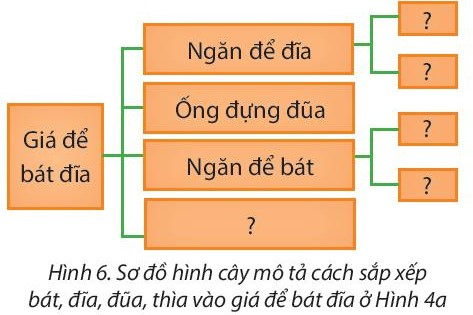 Giá để
bát đĩa
Ngăn để đĩa
?
?
Ống đựng đũa
Ngăn để bát
?
?
?
Hình 6. Sơ đồ hình cây mô tả cách sắp xếp
bát, đĩa, đũa, thìa vào giá để bát đĩa ở Hình 4a